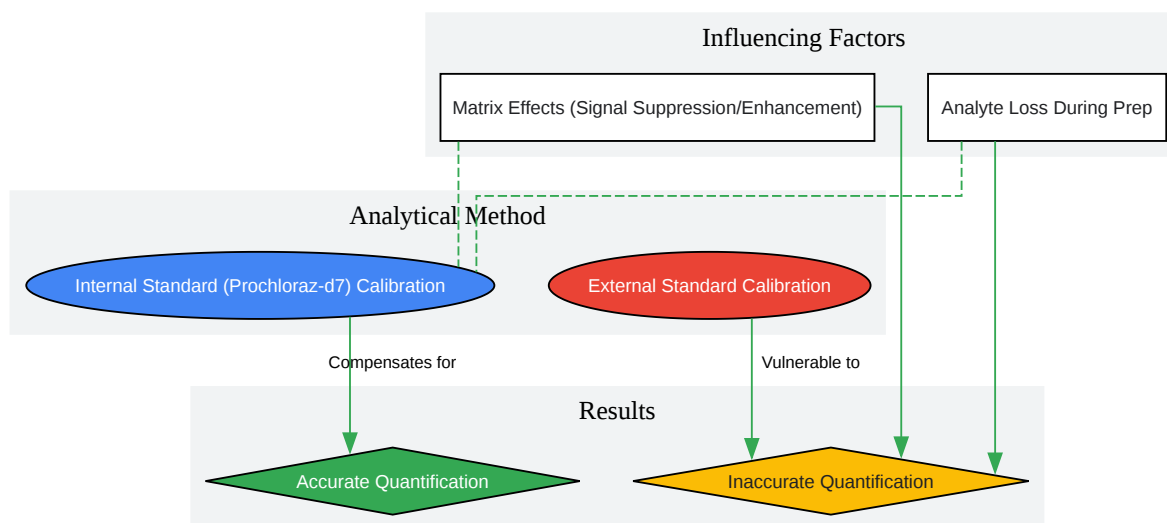 Influencing Factors
Matrix Effects (Signal Suppression/Enhancement)
Analyte Loss During Prep
Analytical Method
Internal Standard (Prochloraz-d7) Calibration
External Standard Calibration
Compensates for
Vulnerable to
Results
Accurate Quantification
Inaccurate Quantification